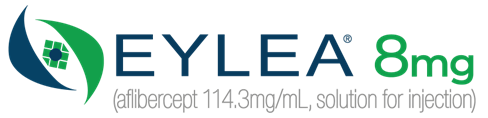 EYLEA® 8mg
(aflibercept 114.3mg/mL, solution for injection)